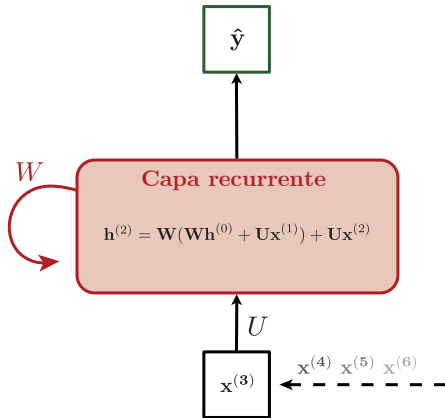 ŷ
W
Capa recurrente
h^(2) = W(Wh^(0) + Ux^(1)) + Ux^(2)
U
x^(4) x^(5) x^(6)
x^(3)